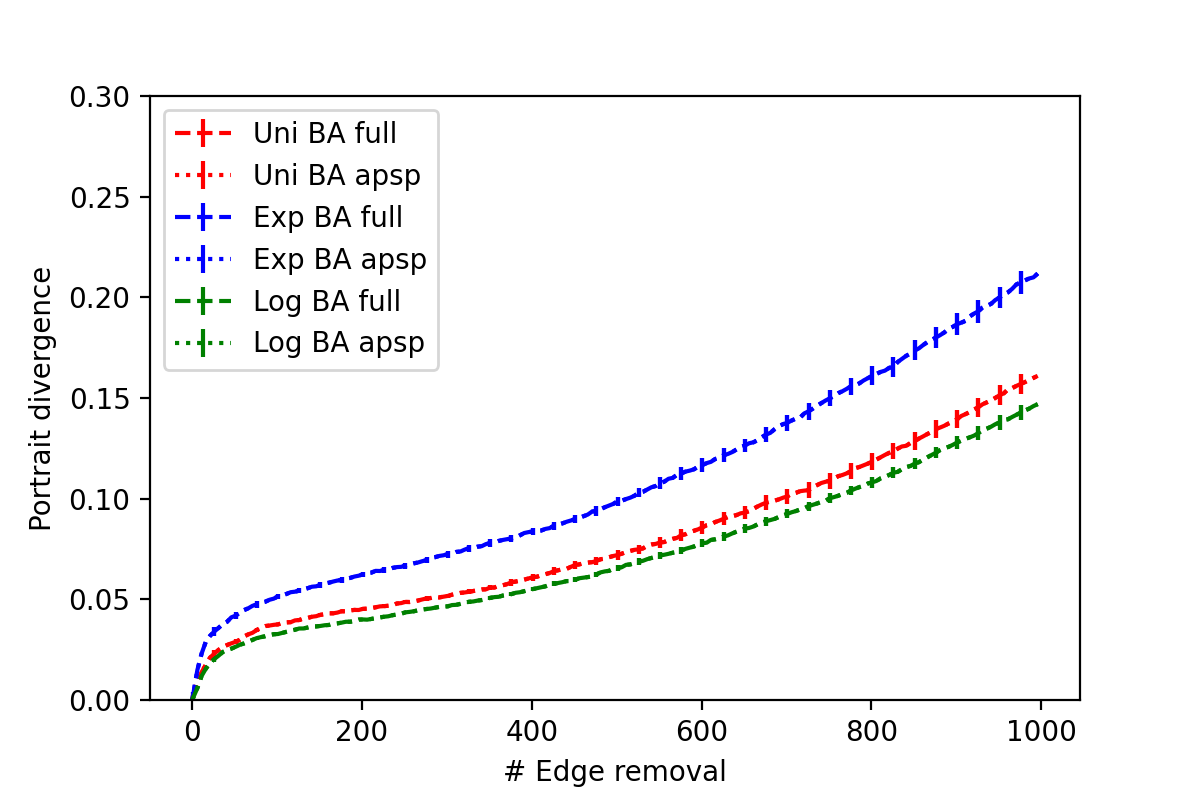 0.30
0.25
0.20
0.15
0.10
0.05
0.00
Portrait divergence
Uni BA full
Uni BA apsp
Exp BA full
Exp BA apsp
Log BA full
Log BA apsp
0 200 400 600 800 1000
# Edge removal